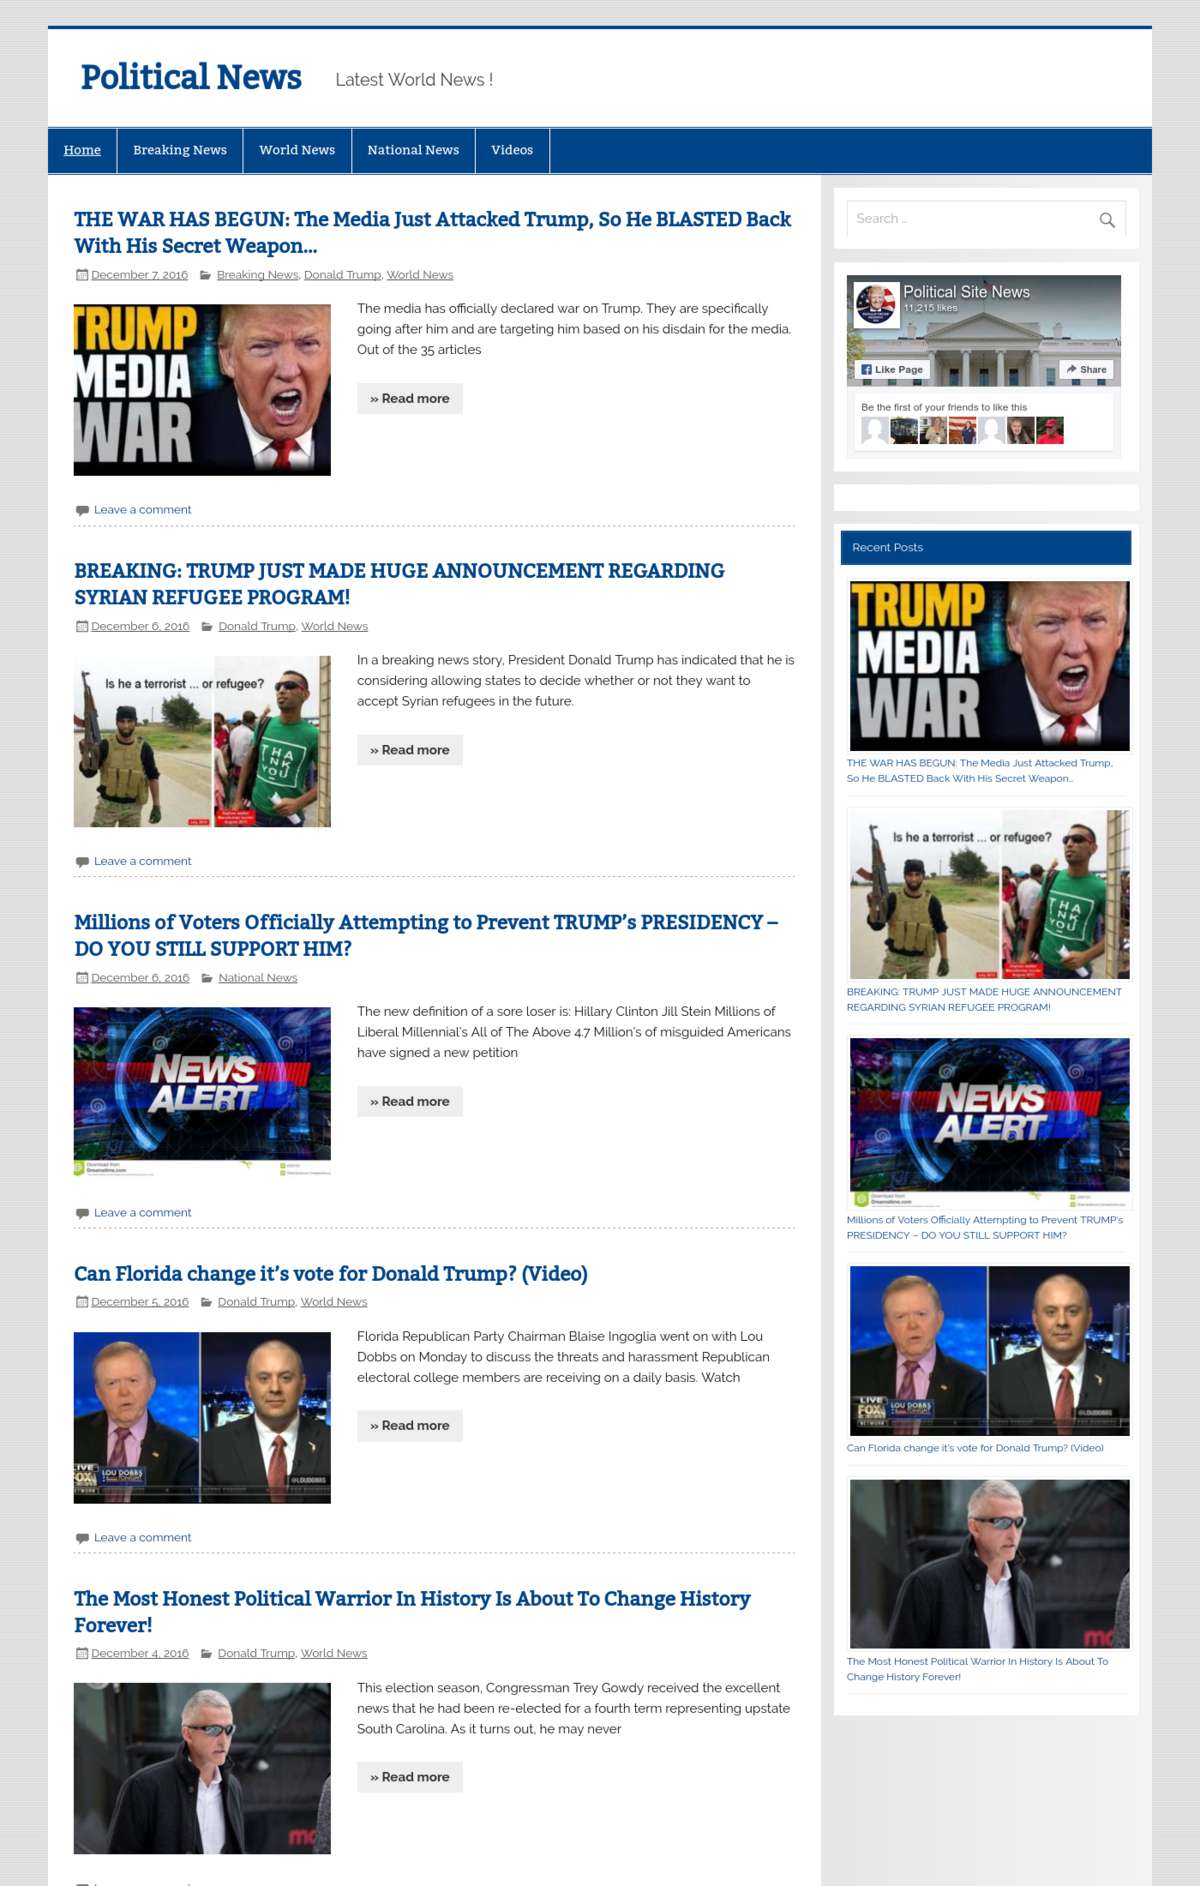 Political News
Latest World News !
Home
Breaking News
World News
National News
Videos
THE WAR HAS BEGUN: The Media Just Attacked Trump, So He BLASTED Back
With His Secret Weapon...
December 7, 2016 Breaking News, Donald Trump, World News
TRUMP
MEDIA
WAR
The media has officially declared war on Trump. They are specifically
going after him and are targeting him based on his disdain for the media.
Out of the 35 articles
» Read more
Leave a comment
BREAKING: TRUMP JUST MADE HUGE ANNOUNCEMENT REGARDING
SYRIAN REFUGEE PROGRAM!
December 6, 2016 Donald Trump, World News
Is he a terrorist ... or refugee?
THA
NK
YOU
In a breaking news story, President Donald Trump has indicated that he is
considering allowing states to decide whether or not they want to
accept Syrian refugees in the future.
» Read more
Leave a comment
Millions of Voters Officially Attempting to Prevent TRUMP's PRESIDENCY –
DO YOU STILL SUPPORT HIM?
December 6, 2016 National News
NEWS
ALERT
Download from
Dreamstime.com
The new definition of a sore loser is: Hillary Clinton Jill Stein Millions of
Liberal Millennial's All of The Above 4.7 Million's of misguided Americans
have signed a new petition
» Read more
Leave a comment
Can Florida change it's vote for Donald Trump? (Video)
December 5, 2016 Donald Trump, World News
LIVE
FOX
LOU DOBBS
@LOUDOBBS
Florida Republican Party Chairman Blaise Ingoglia went on with Lou
Dobbs on Monday to discuss the threats and harassment Republican
electoral college members are receiving on a daily basis. Watch
» Read more
Leave a comment
The Most Honest Political Warrior In History Is About To Change History
Forever!
December 4, 2016 Donald Trump, World News
This election season, Congressman Trey Gowdy received the excellent
news that he had been re-elected for a fourth term representing upstate
South Carolina. As it turns out, he may never
» Read more
Search …
Political Site News
11,215 likes
Like Page
Share
Be the first of your friends to like this
Recent Posts
TRUMP
MEDIA
WAR
THE WAR HAS BEGUN: The Media Just Attacked Trump,
So He BLASTED Back With His Secret Weapon...
Is he a terrorist ... or refugee?
THA
NK
YOU
BREAKING: TRUMP JUST MADE HUGE ANNOUNCEMENT
REGARDING SYRIAN REFUGEE PROGRAM!
NEWS
ALERT
Download from
Dreamstime.com
Millions of Voters Officially Attempting to Prevent TRUMP's
PRESIDENCY – DO YOU STILL SUPPORT HIM?
LIVE
FOX
LOU DOBBS
NETWORK
@LOUDOBBS
Can Florida change it's vote for Donald Trump? (Video)
The Most Honest Political Warrior In History Is About To
Change History Forever!